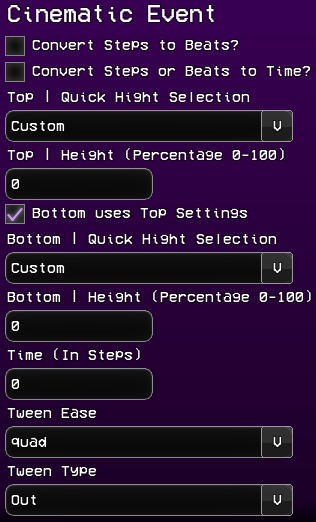 Cinematic Event
Convert Steps to Beats?
Convert Steps or Beats to Time?
Top | Quick Hight Selection
Custom
V
Top | Height (Percentage 0-100)
0
Bottom uses Top Settings
Bottom | Quick Hight Selection
Custom
V
Bottom | Height (Percentage 0-100)
0
Time (In Steps)
0
Tween Ease
quad
V
Tween Type
Out
V